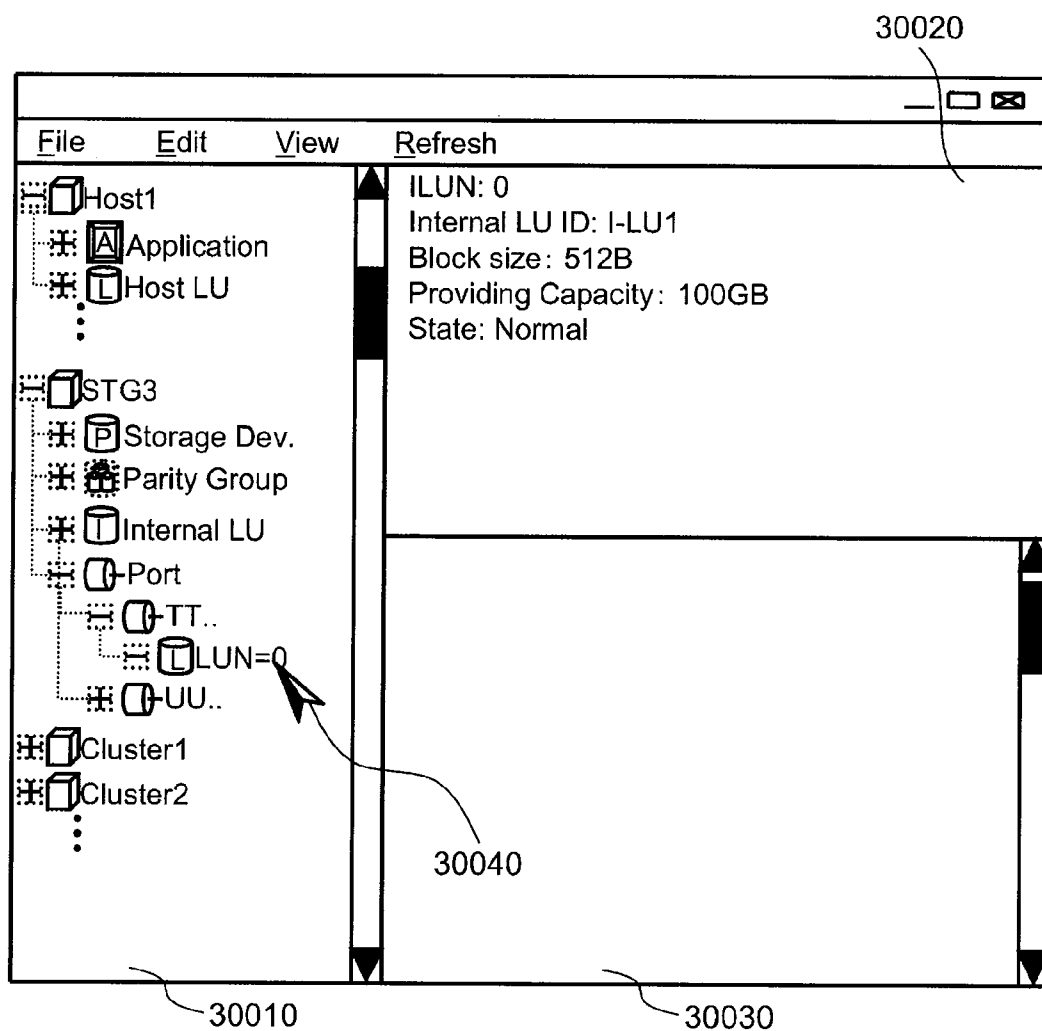 30020
File Edit View Refresh
Host1
A Application
L Host LU
STG3
P Storage Dev.
Parity Group
I Internal LU
Port
TT..
L LUN=0
UU..
Cluster1
Cluster2
ILUN: 0
Internal LU ID: I-LU1
Block size: 512B
Providing Capacity: 100GB
State: Normal
30040
30010
30030